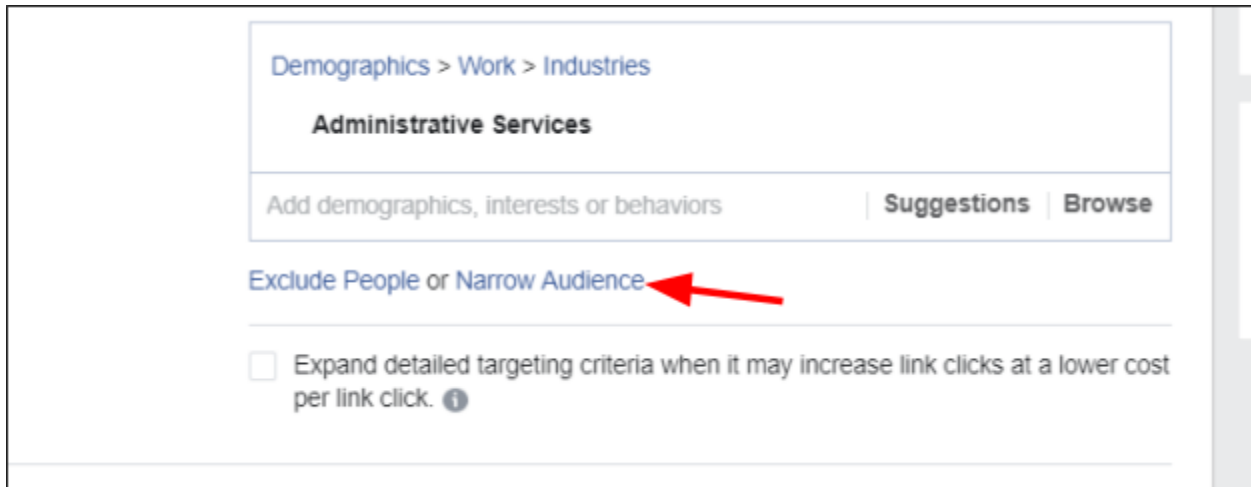 Demographics > Work > Industries
Administrative Services
Add demographics, interests or behaviors Suggestions Browse
Exclude People or Narrow Audience
Expand detailed targeting criteria when it may increase link clicks at a lower cost
per link click.